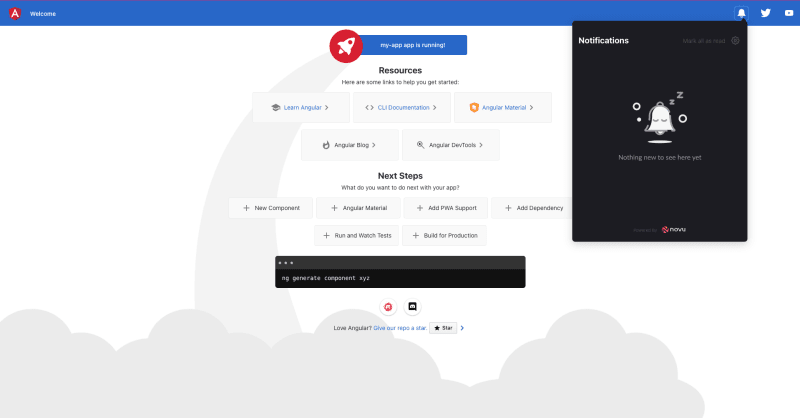 Welcome
my-app app is running!
Resources
Here are some links to help you get started:
Learn Angular
CLI Documentation
Angular Material
Angular Blog
Angular DevTools
Next Steps
What do you want to do next with your app?
New Component
Angular Material
Add PWA Support
Add Dependency
Run and Watch Tests
Build for Production
ng generate component xyz
Love Angular? Give our repo a star. Star
Notifications
Mark all as read
Nothing new to see here yet
Powered by novu